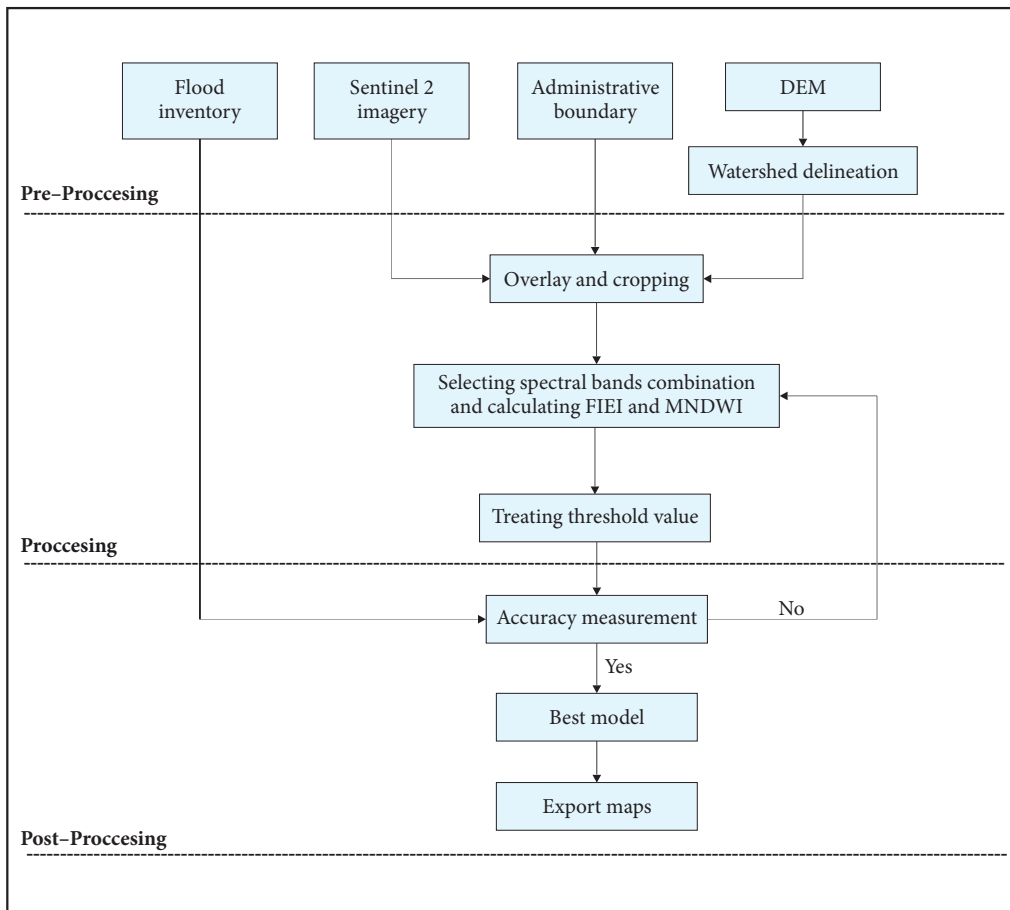 Flood
inventory
Sentinel 2
imagery
Administrative
boundary
DEM
Watershed delineation
Pre–Proccesing
Overlay and cropping
Selecting spectral bands combination
and calculating FIEI and MNDWI
Treating threshold value
Proccesing
Accuracy measurement
No
Yes
Best model
Export maps
Post–Proccesing